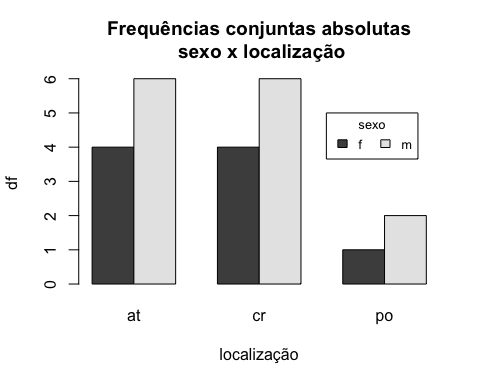 Frequências conjuntas absolutas
sexo x localização
6
5
4
3
2
1
0
df
sexo
f m
at cr po
localização